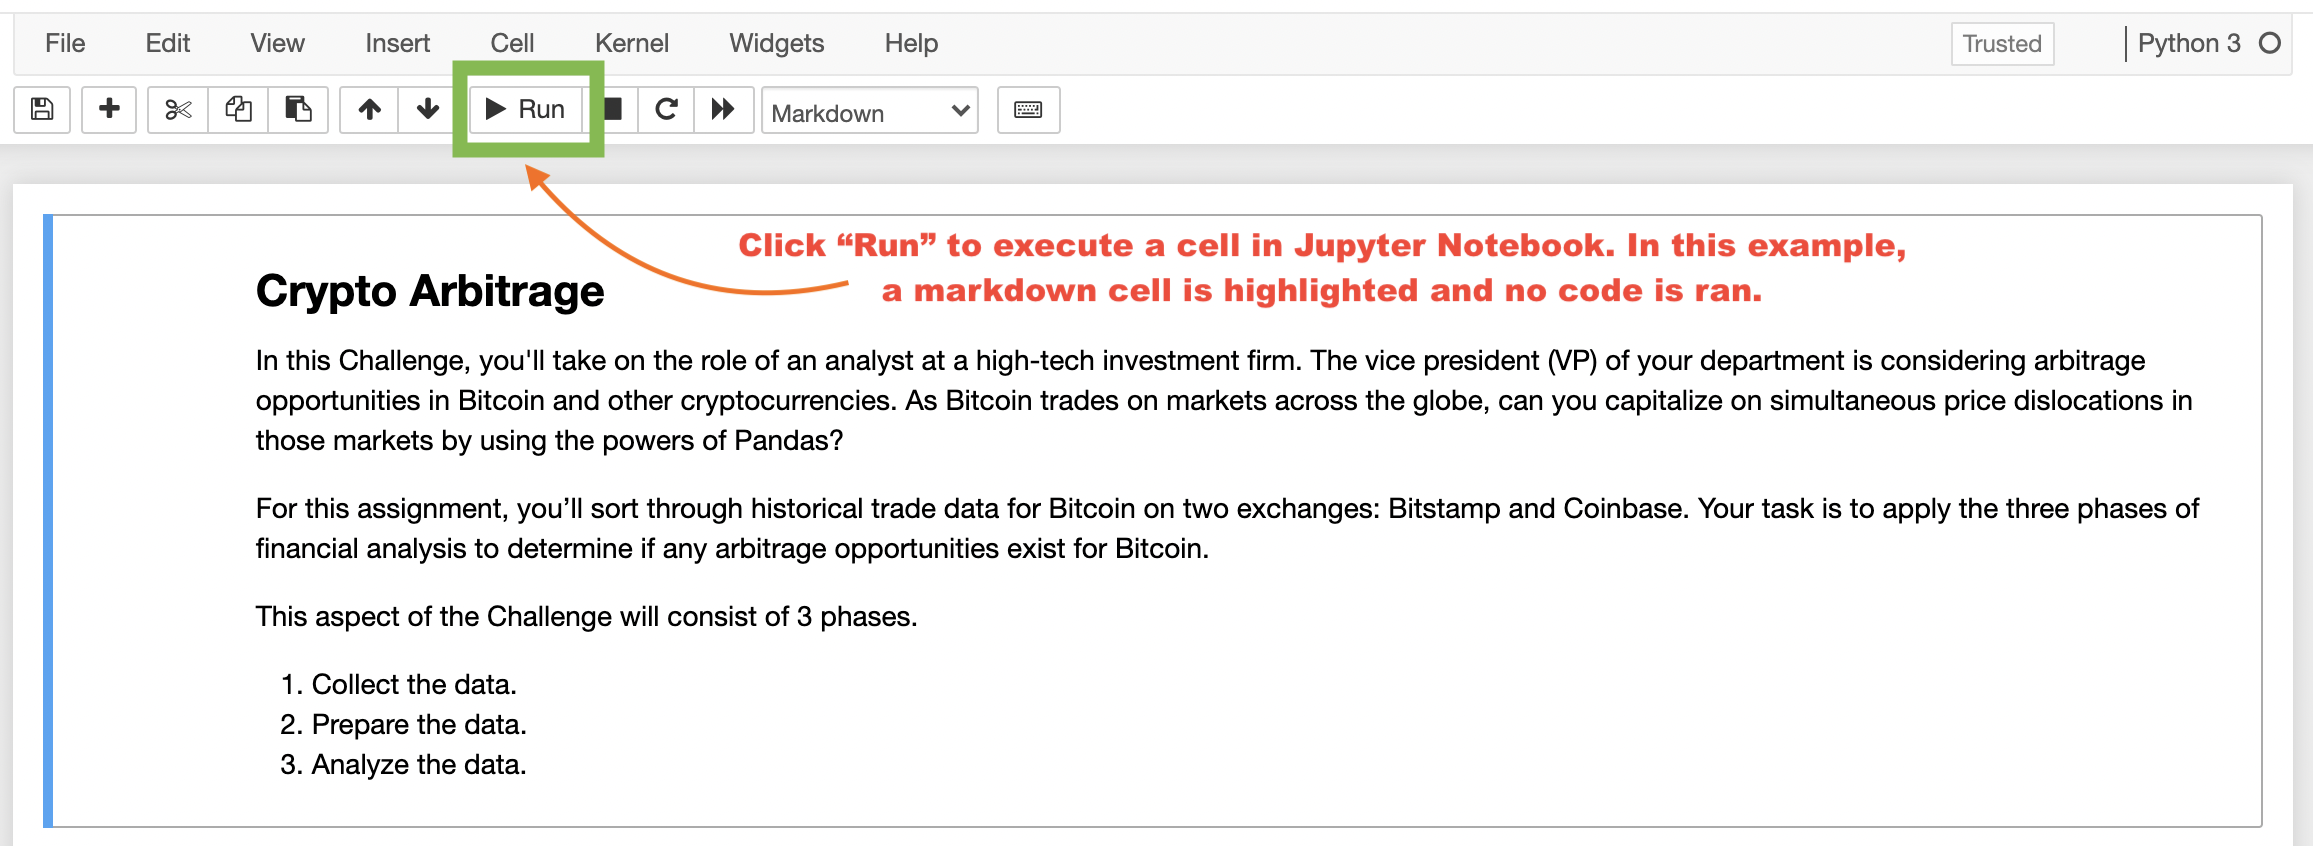 File Edit View Insert Cell Kernel Widgets Help Trusted Python 3
Run Markdown
Click “Run” to execute a cell in Jupyter Notebook. In this example,
a markdown cell is highlighted and no code is ran.
Crypto Arbitrage
In this Challenge, you'll take on the role of an analyst at a high-tech investment firm. The vice president (VP) of your department is considering arbitrage
opportunities in Bitcoin and other cryptocurrencies. As Bitcoin trades on markets across the globe, can you capitalize on simultaneous price dislocations in
those markets by using the powers of Pandas?
For this assignment, you’ll sort through historical trade data for Bitcoin on two exchanges: Bitstamp and Coinbase. Your task is to apply the three phases of
financial analysis to determine if any arbitrage opportunities exist for Bitcoin.
This aspect of the Challenge will consist of 3 phases.
1. Collect the data.
2. Prepare the data.
3. Analyze the data.